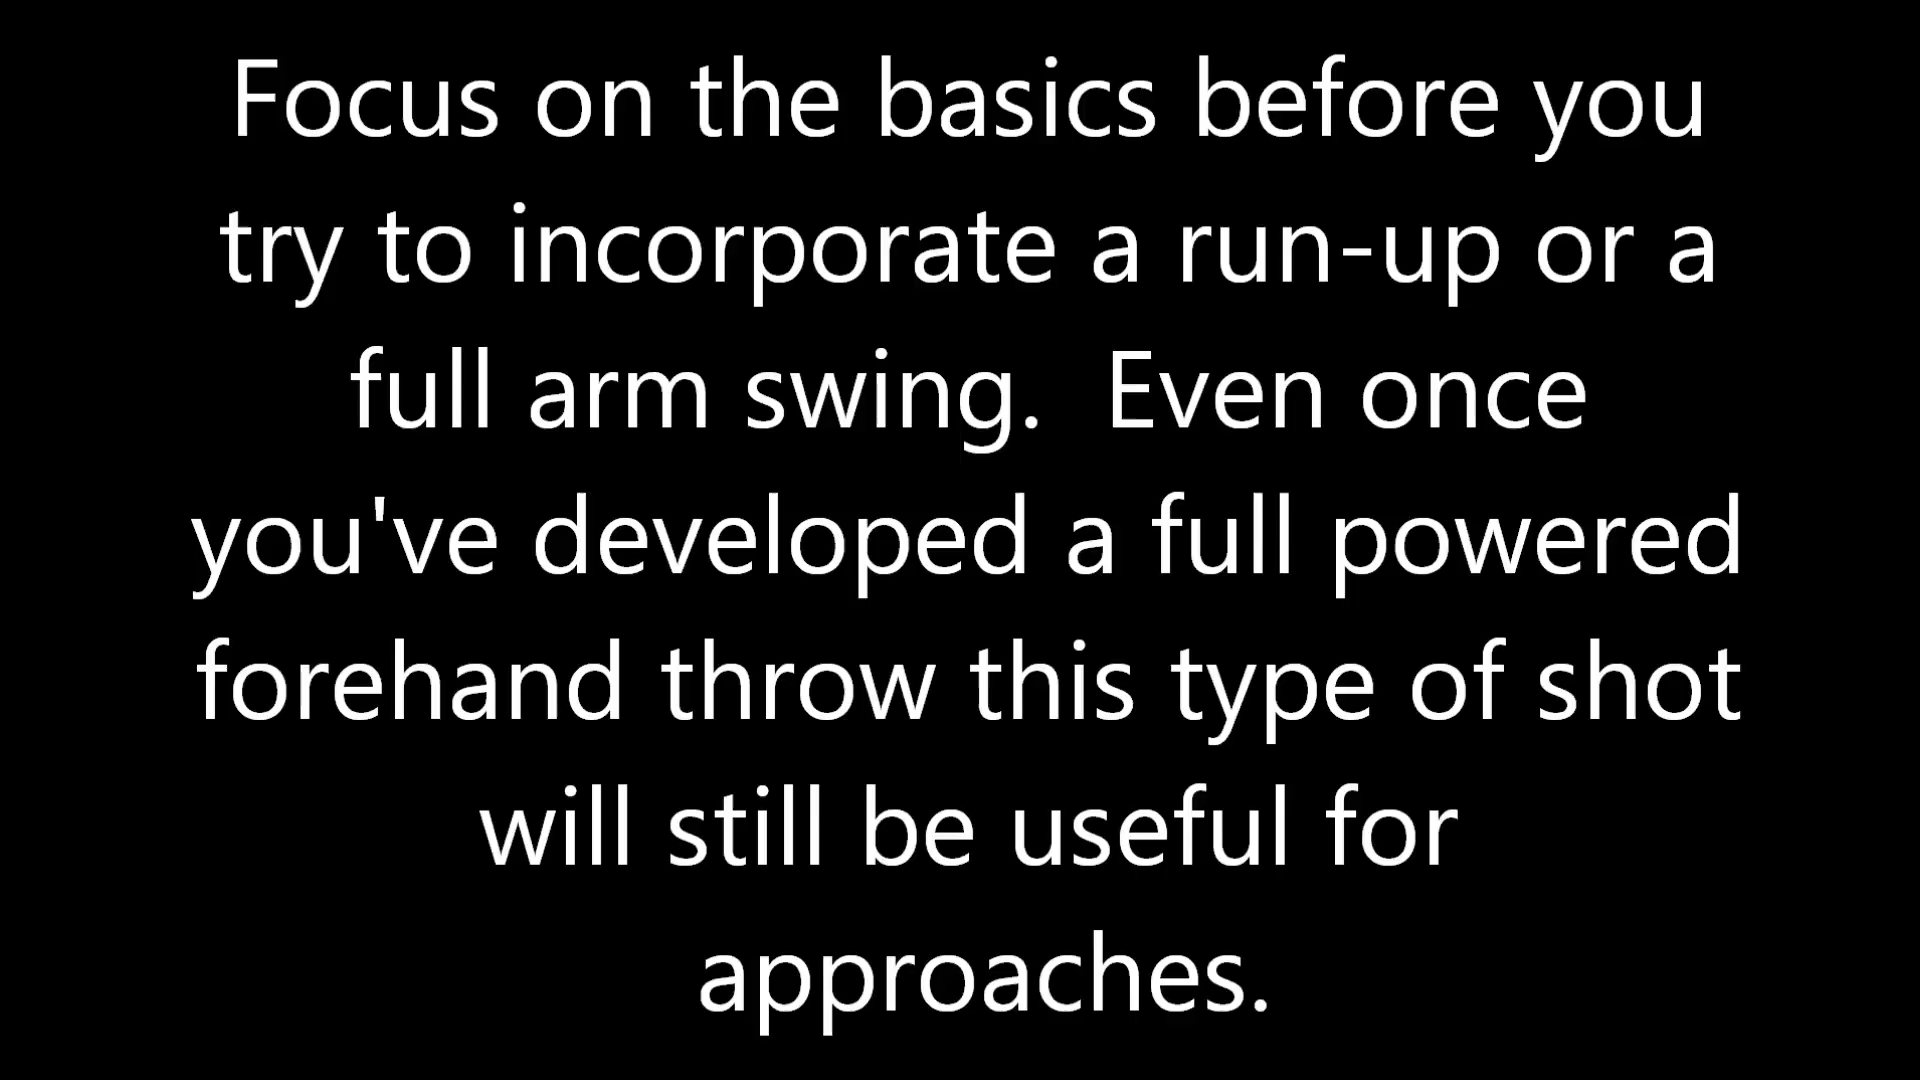 Focus on the basics before you
try to incorporate a run-up or a
full arm swing.  Even once
you've developed a full powered
forehand throw this type of shot
will still be useful for
approaches.